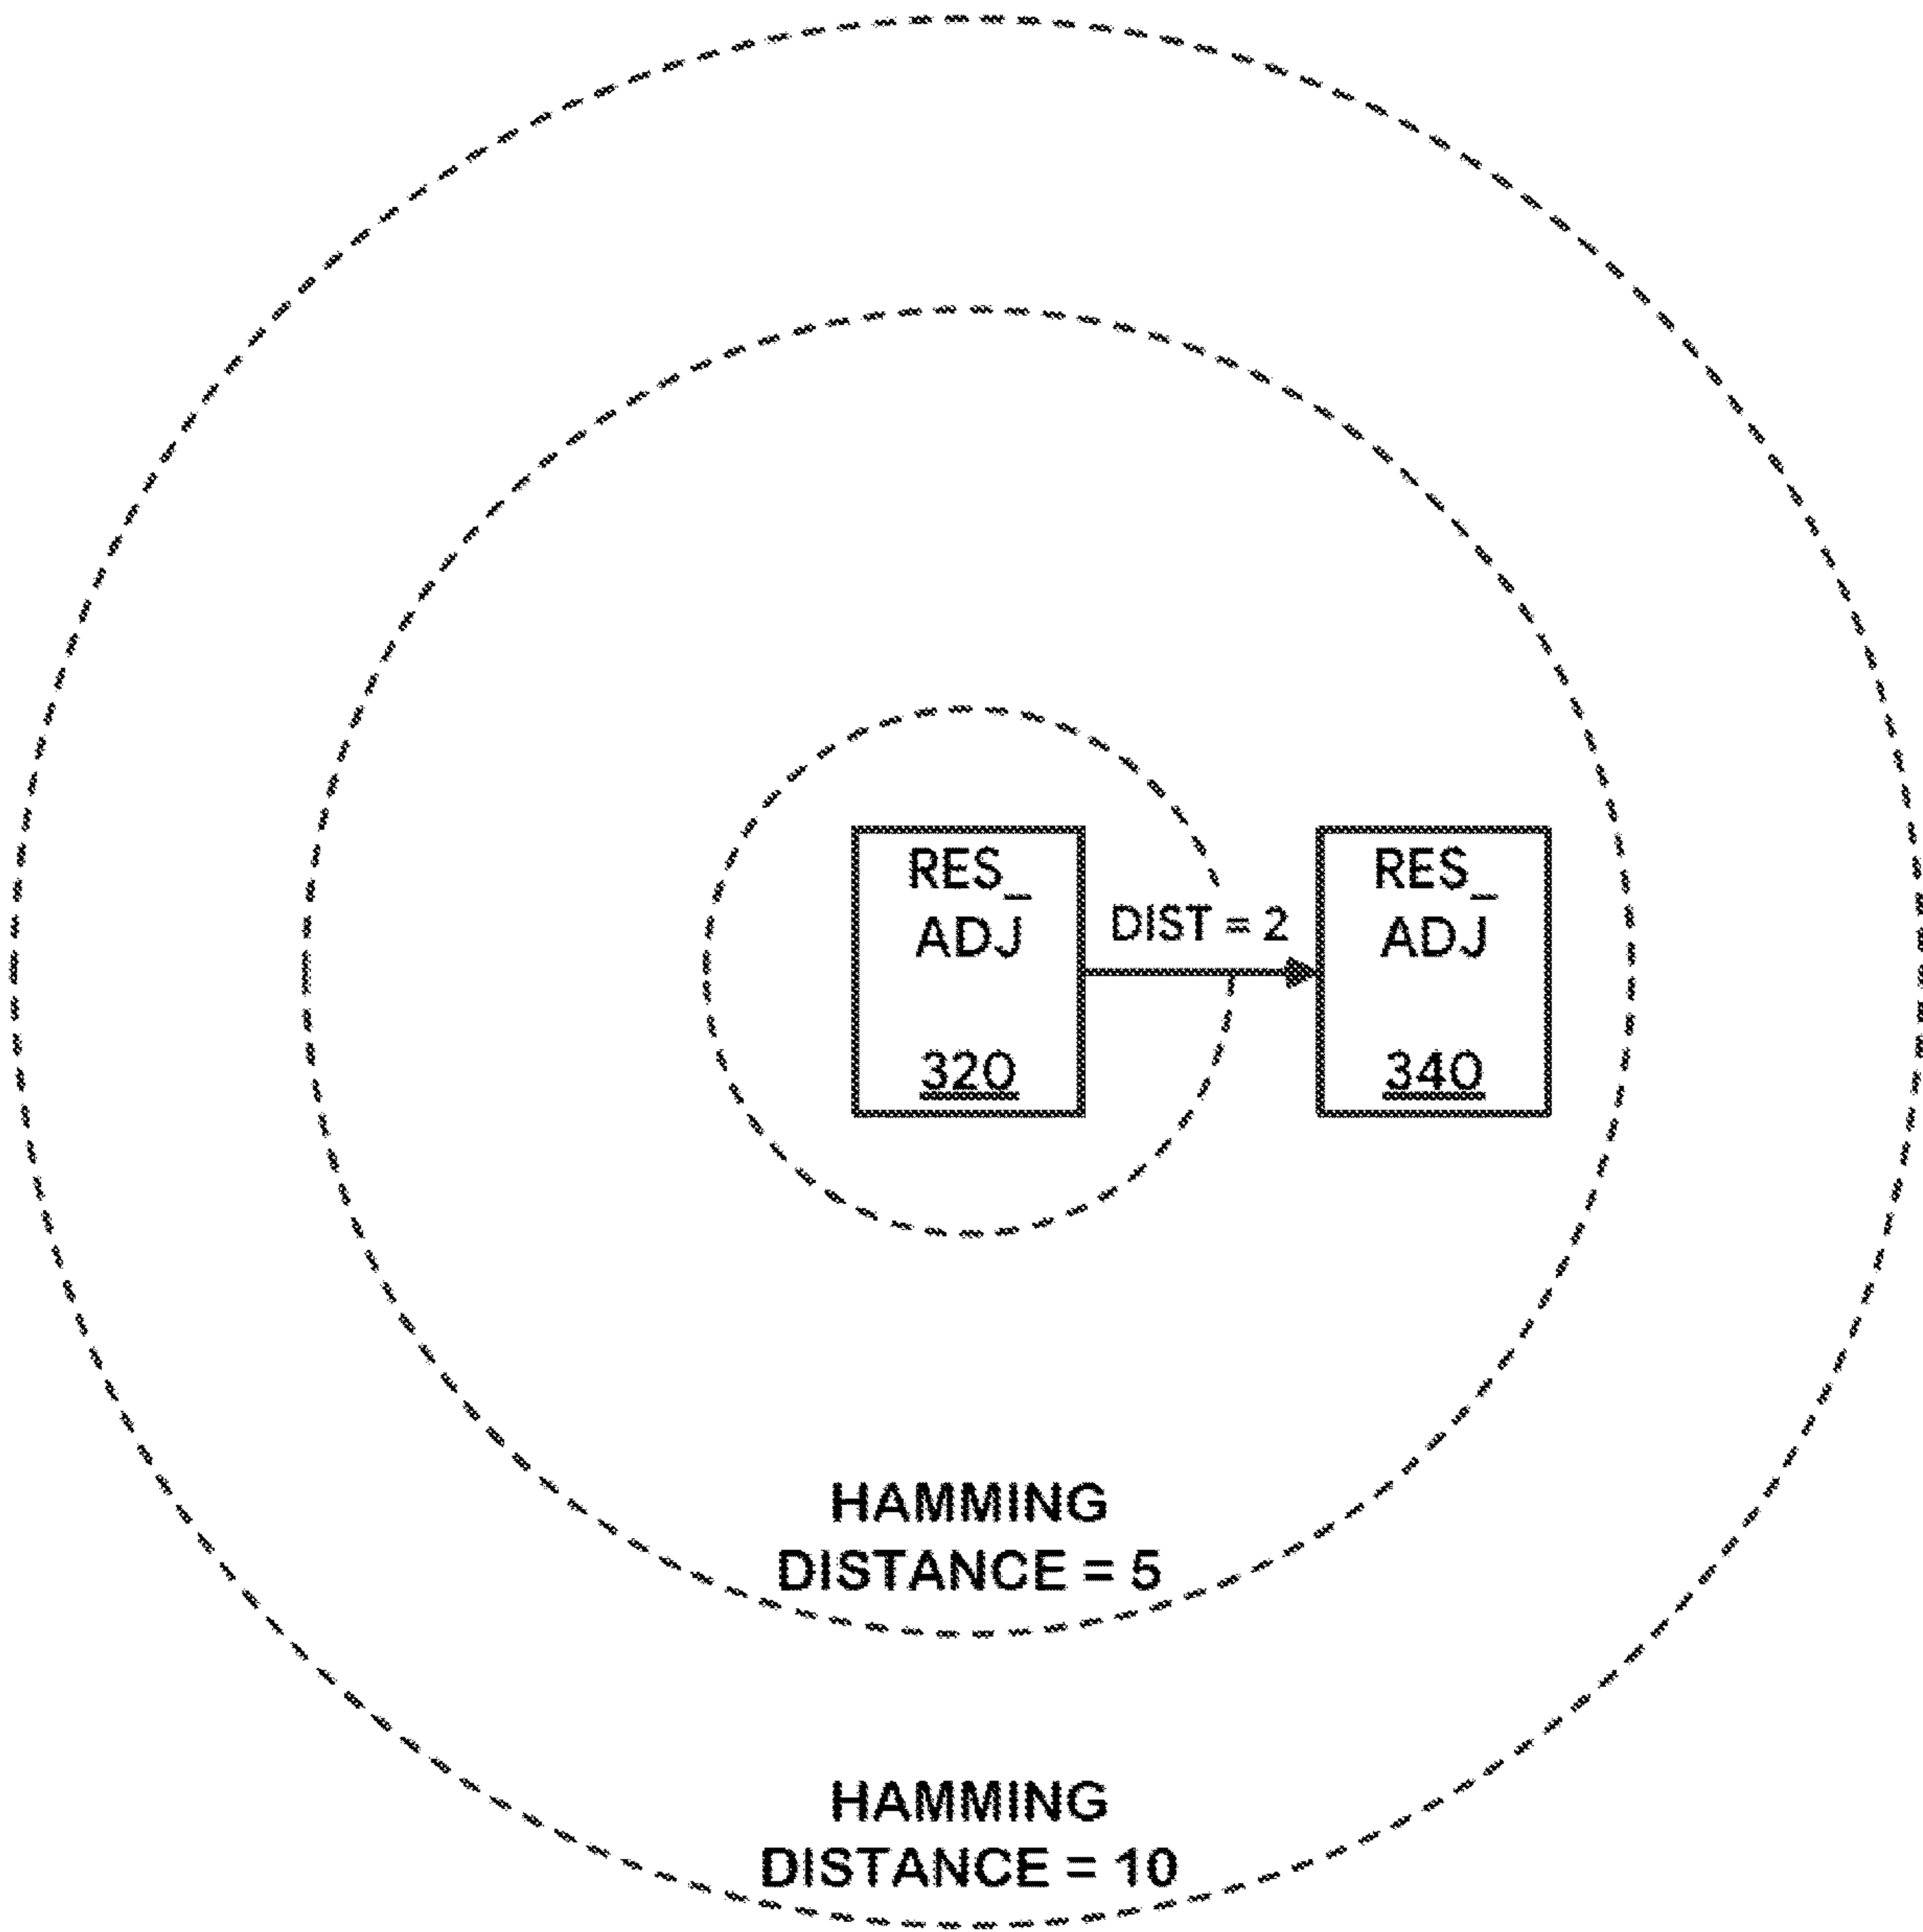 RES_
ADJ
320
DIST = 2
RES_
ADJ
340
HAMMING
DISTANCE = 5
HAMMING
DISTANCE = 10